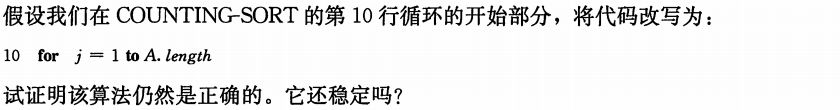 假设我们在 COUNTING-SORT 的第 10 行循环的开始部分，将代码改写为：
10 for j = 1 to A. length
试证明该算法仍然是正确的。它还稳定吗？